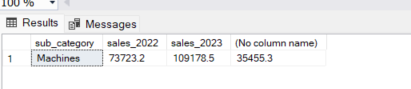 100 %
Results Messages
sub_category sales_2022 sales_2023 (No column name)
1 Machines 73723.2 109178.5 35455.3